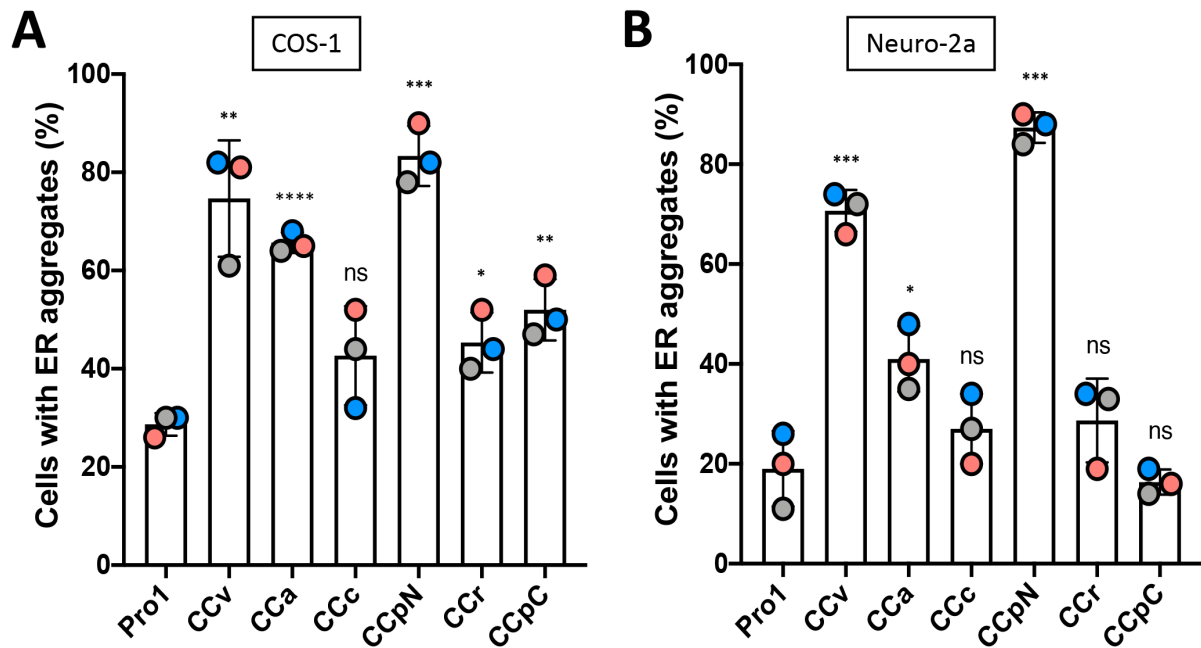 A
COS-1
Cells with ER aggregates (%)
100
80
60
40
20
0
**
****
ns
***
*
**
Pro1
CCv
CCa
CCc
CCpN
CCr
CCpC
B
Neuro-2a
Cells with ER aggregates (%)
100
80
60
40
20
0
***
*
ns
***
ns
ns
Pro1
CCv
CCa
CCc
CCpN
CCr
CCpC